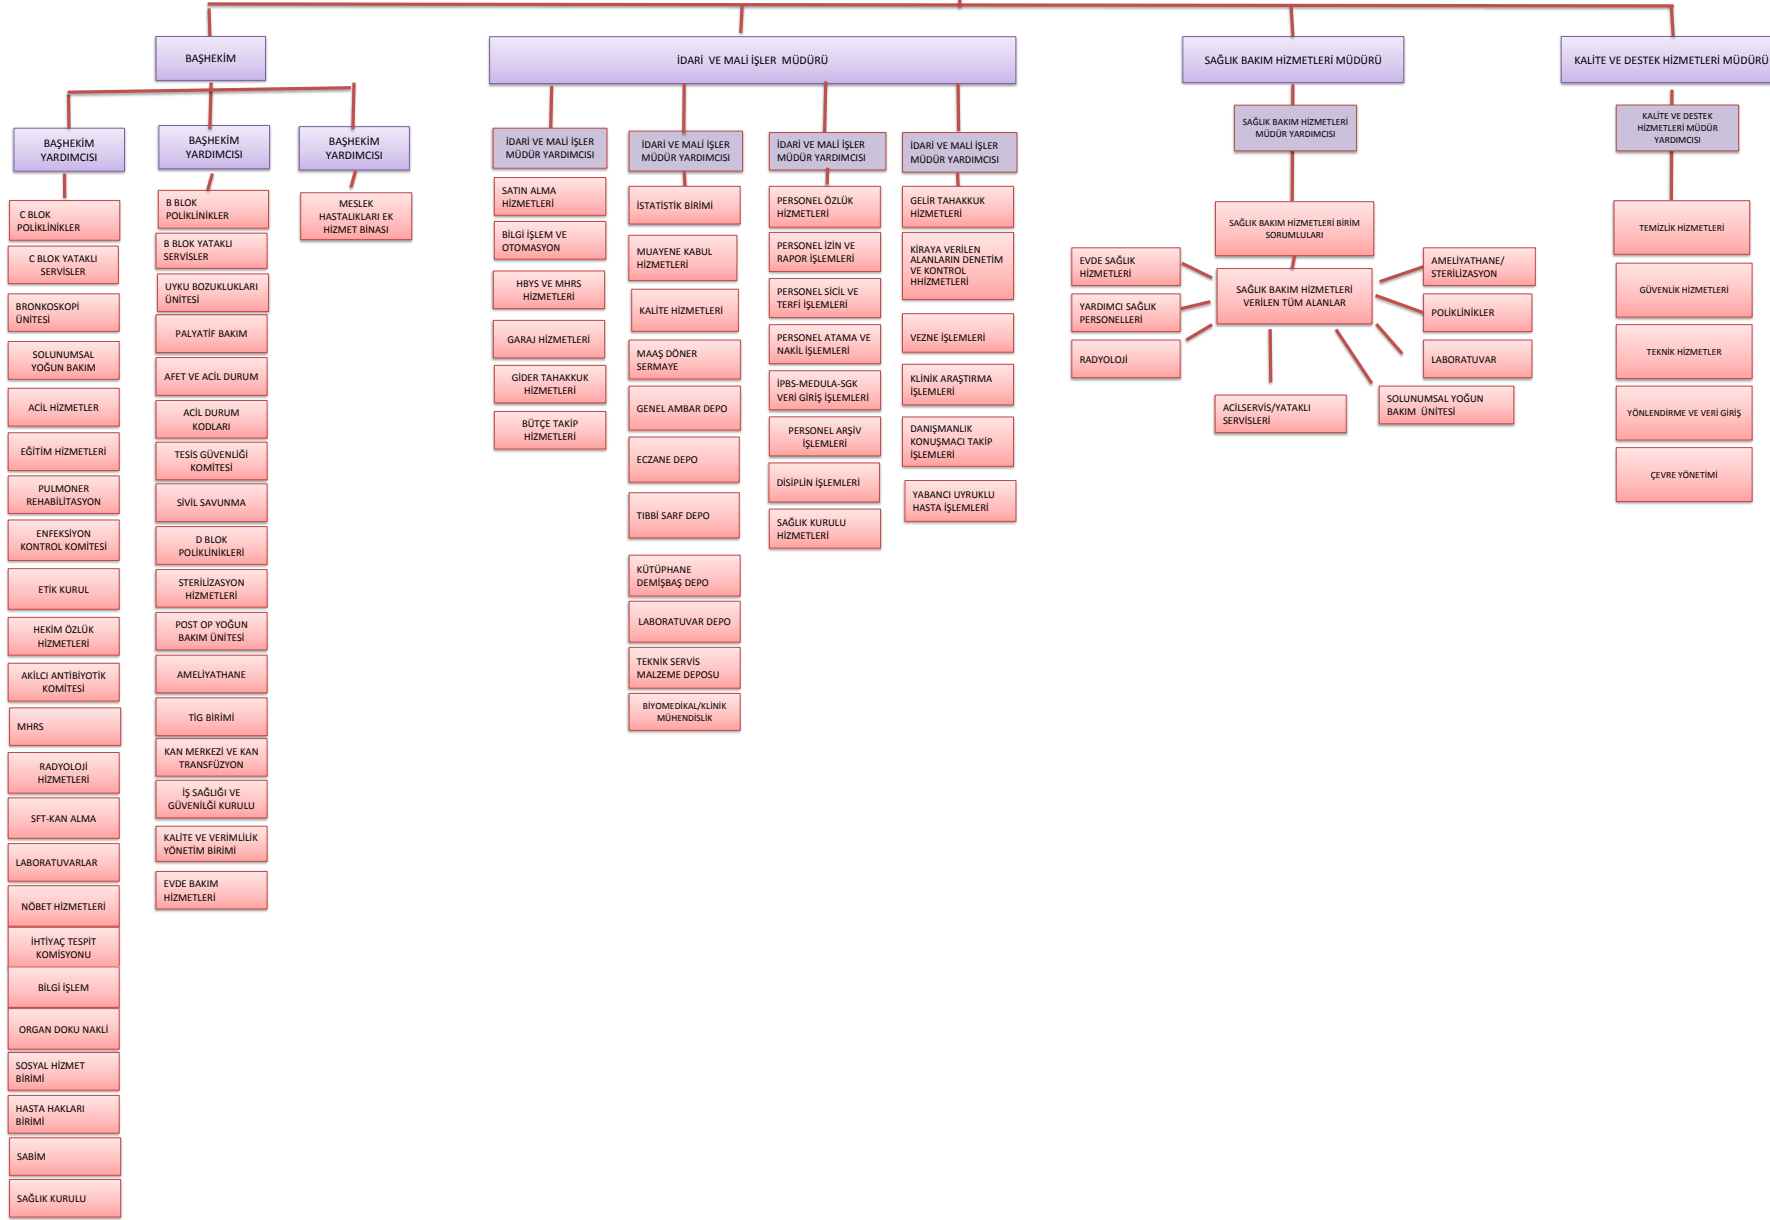 BAŞHEKİM
İDARİ VE MALİ İŞLER MÜDÜRÜ
SAĞLIK BAKIM HİZMETLERİ MÜDÜRÜ
KALİTE VE DESTEK HİZMETLERİ MÜDÜRÜ
BAŞHEKİM
YARDIMCISI
C BLOK
POLİKLİNİKLER
C BLOK YATAKLI
SERVİSLER
BRONKOSKOPİ
ÜNİTESİ
SOLUNUMSAL
YOĞUN BAKIM
ACİL HİZMETLER
EĞİTİM HİZMETLERİ
PULMONER
REHABİLİTASYON
ENFEKSİYON
KONTROL KOMİTESİ
ETİK KURUL
HEKİM ÖZLÜK
HİZMETLERİ
AKILCI ANTİBİYOTİK
KOMİTESİ
MHRS
RADYOLOJİ
HİZMETLERİ
SFT-KAN ALMA
LABORATUVARLAR
NÖBET HİZMETLERİ
İHTİYAÇ TESPİT
KOMİSYONU
BİLGİ İŞLEM
ORGAN DOKU NAKLİ
SOSYAL HİZMET
BİRİMİ
HASTA HAKLARI
BİRİMİ
SABİM
SAĞLIK KURULU
BAŞHEKİM
YARDIMCISI
B BLOK
POLİKLİNİKLER
B BLOK YATAKLI
SERVİSLER
UYKU BOZUKLUKLARI
ÜNİTESİ
PALYATİF BAKIM
AFET VE ACİL DURUM
ACİL DURUM
KODLARI
TESİS GÜVENLİĞİ
KOMİTESİ
SİVİL SAVUNMA
D BLOK
POLİKLİNİKLERİ
STERİLİZASYON
HİZMETLERİ
POST OP YOĞUN
BAKIM ÜNİTESİ
AMELİYATHANE
TİG BİRİMİ
KAN MERKEZİ VE KAN
TRANSFÜZYON
İŞ SAĞLIĞI VE
GÜVENİLĞİ KURULU
KALİTE VE VERİMLİLİK
YÖNETİM BİRİMİ
EVDE BAKIM
HİZMETLERİ
BAŞHEKİM
YARDIMCISI
MESLEK
HASTALIKLARI EK
HİZMET BİNASI
İDARİ VE MALİ İŞLER
MÜDÜR YARDIMCISI
SATIN ALMA
HİZMETLERİ
BİLGİ İŞLEM VE
OTOMASYON
HBYS VE MHRS
HİZMETLERİ
GARAJ HİZMETLERİ
GİDER TAHAKKUK
HİZMETLERİ
BÜTÇE TAKİP
HİZMETLERİ
İDARİ VE MALİ İŞLER
MÜDÜR YARDIMCISI
İSTATİSTİK BİRİMİ
MUAYENE KABUL
HİZMETLERİ
KALİTE HİZMETLERİ
MAAŞ DÖNER
SERMAYE
GENEL AMBAR DEPO
ECZANE DEPO
TIBBİ SARF DEPO
KÜTÜPHANE
DEMİŞBAŞ DEPO
LABORATUVAR DEPO
TEKNİK SERVİS
MALZEME DEPOSU
BİYOMEDİKAL/KLİNİK
MÜHENDİSLİK
İDARİ VE MALİ İŞLER
MÜDÜR YARDIMCISI
PERSONEL ÖZLÜK
HİZMETLERİ
PERSONEL İZİN VE
RAPOR İŞLEMLERİ
PERSONEL SİCİL VE
TERFİ İŞLEMLERİ
PERSONEL ATAMA VE
NAKİL İŞLEMLERİ
İPBS-MEDULA-SGK
VERİ GİRİŞ İŞLEMLERİ
PERSONEL ARŞİV
İŞLEMLERİ
DİSİPLİN İŞLEMLERİ
SAĞLIK KURULU
HİZMETLERİ
İDARİ VE MALİ İŞLER
MÜDÜR YARDIMCISI
GELİR TAHAKKUK
HİZMETLERİ
KİRAYA VERİLEN
ALANLARIN DENETİM
VE KONTROL
HHİZMETLERİ
VEZNE İŞLEMLERİ
KLİNİK ARAŞTIRMA
İŞLEMLERİ
DANIŞMANLIK
KONUŞMACI TAKİP
İŞLEMLERİ
YABANCI UYRUKLU
HASTA İŞLEMLERİ
SAĞLIK BAKIM HİZMETLERİ
MÜDÜR YARDIMCISI
SAĞLIK BAKIM HİZMETLERİ BİRİM
SORUMLULARI
SAĞLIK BAKIM HİZMETLERİ
VERİLEN TÜM ALANLAR
EVDE SAĞLIK
HİZMETLERİ
YARDIMCI SAĞLIK
PERSONELLERİ
RADYOLOJİ
ACİLSERVİS/YATAKLI
SERVİSLERİ
AMELİYATHANE/
STERİLİZASYON
POLİKLİNİKLER
LABORATUVAR
SOLUNUMSAL YOĞUN
BAKIM ÜNİTESİ
KALİTE VE DESTEK
HİZMETLERİ MÜDÜR
YARDIMCISI
TEMİZLİK HİZMETLERİ
GÜVENLİK HİZMETLERİ
TEKNİK HİZMETLER
YÖNLENDİRME VE VERİ GİRİŞ
ÇEVRE YÖNETİMİ